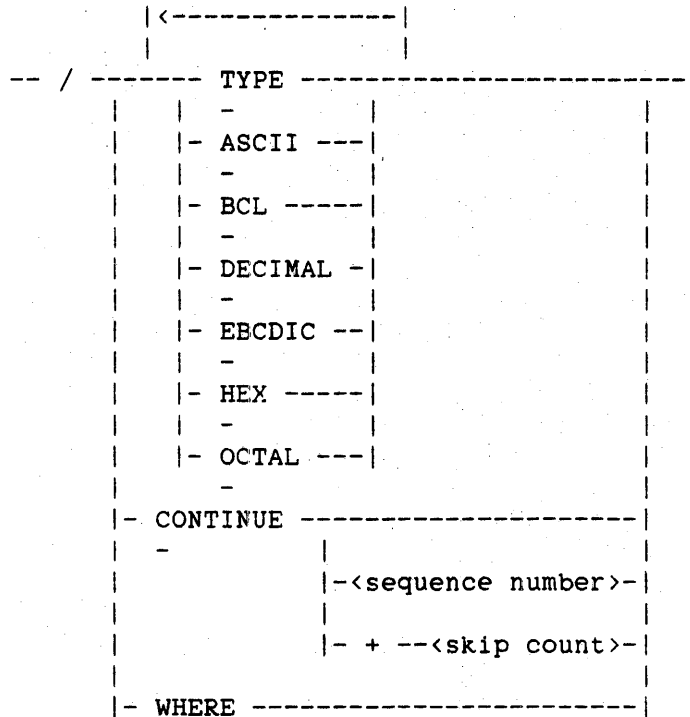 |<---------------|
|                |
-- / ------- TYPE ------------------------
|   |  -        |              |
|   |- ASCII ---|              |
|   |  -        |              |
|   |- BCL -----|              |
|   |  -        |              |
|   |- DECIMAL -|              |
|   |  -        |              |
|   |- EBCDIC --|              |
|   |  -        |              |
|   |- HEX -----|              |
|   |  -        |              |
|   |- OCTAL ---|              |
|      -                       |
|- CONTINUE ---------------------|
|  -         |                   |
|            |-<sequence number>-|
|            |                   |
|            |- + --<skip count>-|
|                                |
|- WHERE ------------------------|